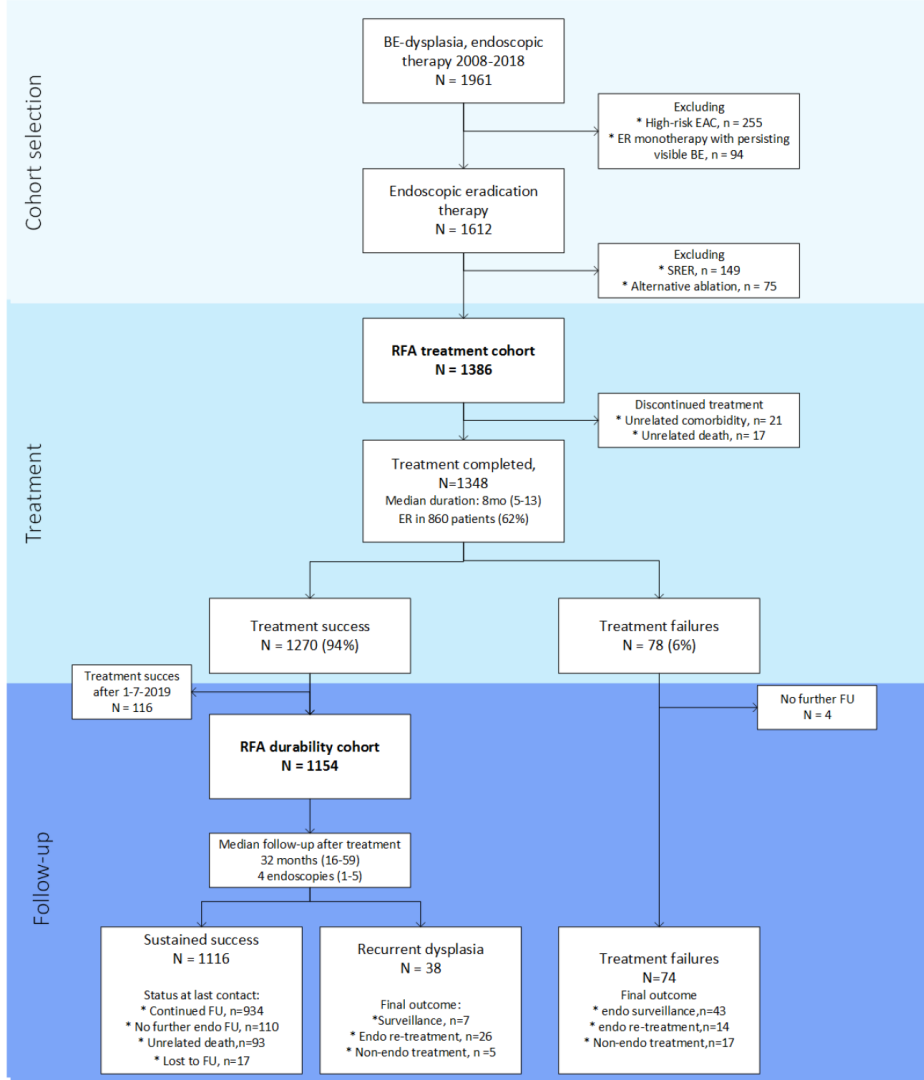 Cohort selection
BE-dysplasia, endoscopic
therapy 2008-2018
N = 1961
Excluding
* High-risk EAC, n = 255
* ER monotherapy with persisting
visible BE, n = 94
Endoscopic eradication
therapy
N = 1612
Excluding
* SRER, n = 149
* Alternative ablation, n = 75
Treatment
RFA treatment cohort
N = 1386
Discontinued treatment
* Unrelated comorbidity, n= 21
* Unrelated death, n= 17
Treatment completed,
N=1348
Median duration: 8mo (5-13)
ER in 860 patients (62%)
Treatment success
N = 1270 (94%)
Treatment failures
N = 78 (6%)
Follow-up
Treatment succes
after 1-7-2019
N = 116
No further FU
N = 4
RFA durability cohort
N = 1154
Median follow-up after treatment
32 months (16-59)
4 endoscopies (1-5)
Sustained success
N = 1116
Status at last contact:
* Continued FU, n=934
* No further endo FU, n=110
* Unrelated death,n=93
* Lost to FU, n=17
Recurrent dysplasia
N = 38
Final outcome:
*Surveillance, n=7
* Endo re-treatment, n=26
* Non-endo treatment, n =5
Treatment failures
N=74
Final outcome
* endo surveillance,n=43
* endo re-treatment,n=14
* Non-endo treatment,n=17